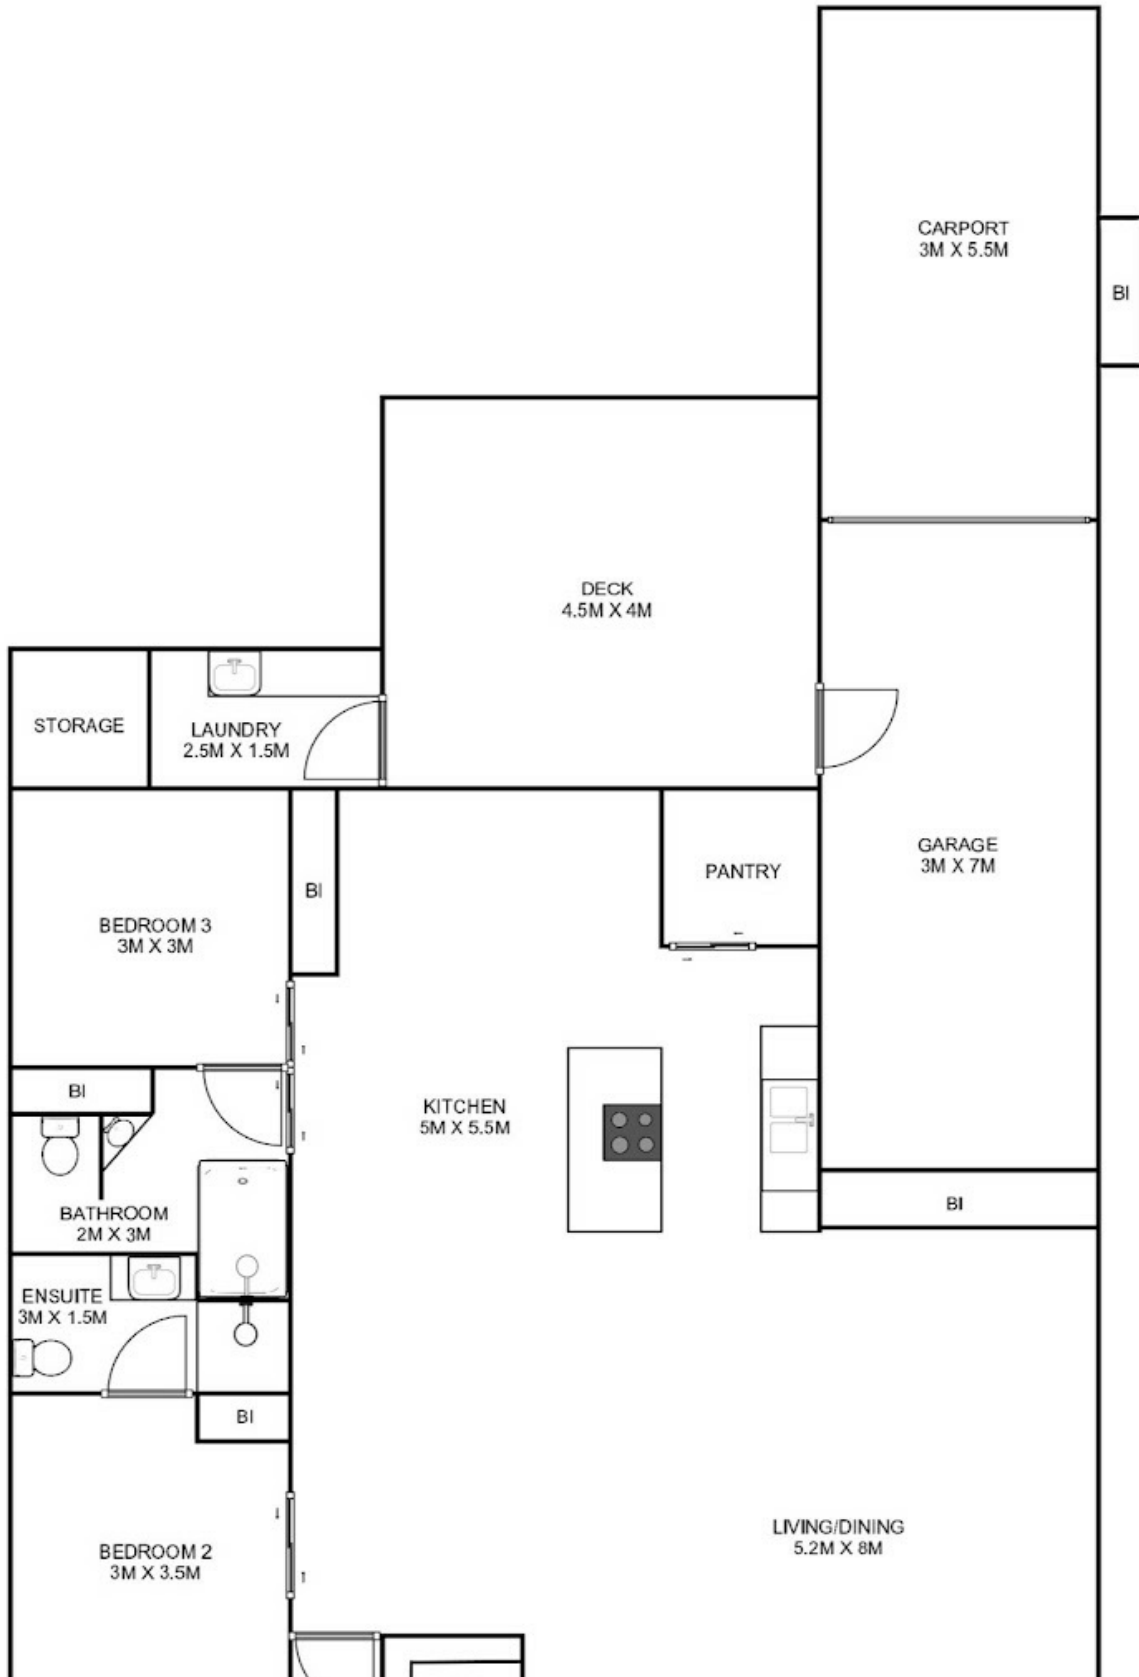 CARPORT
3M X 5.5M
BI
DECK
4.5M X 4M
STORAGE
LAUNDRY
2.5M X 1.5M
GARAGE
3M X 7M
PANTRY
BI
BEDROOM 3
3M X 3M
BI
KITCHEN
5M X 5.5M
BI
BATHROOM
2M X 3M
ENSUITE
3M X 1.5M
BI
LIVING/DINING
5.2M X 8M
BEDROOM 2
3M X 3.5M